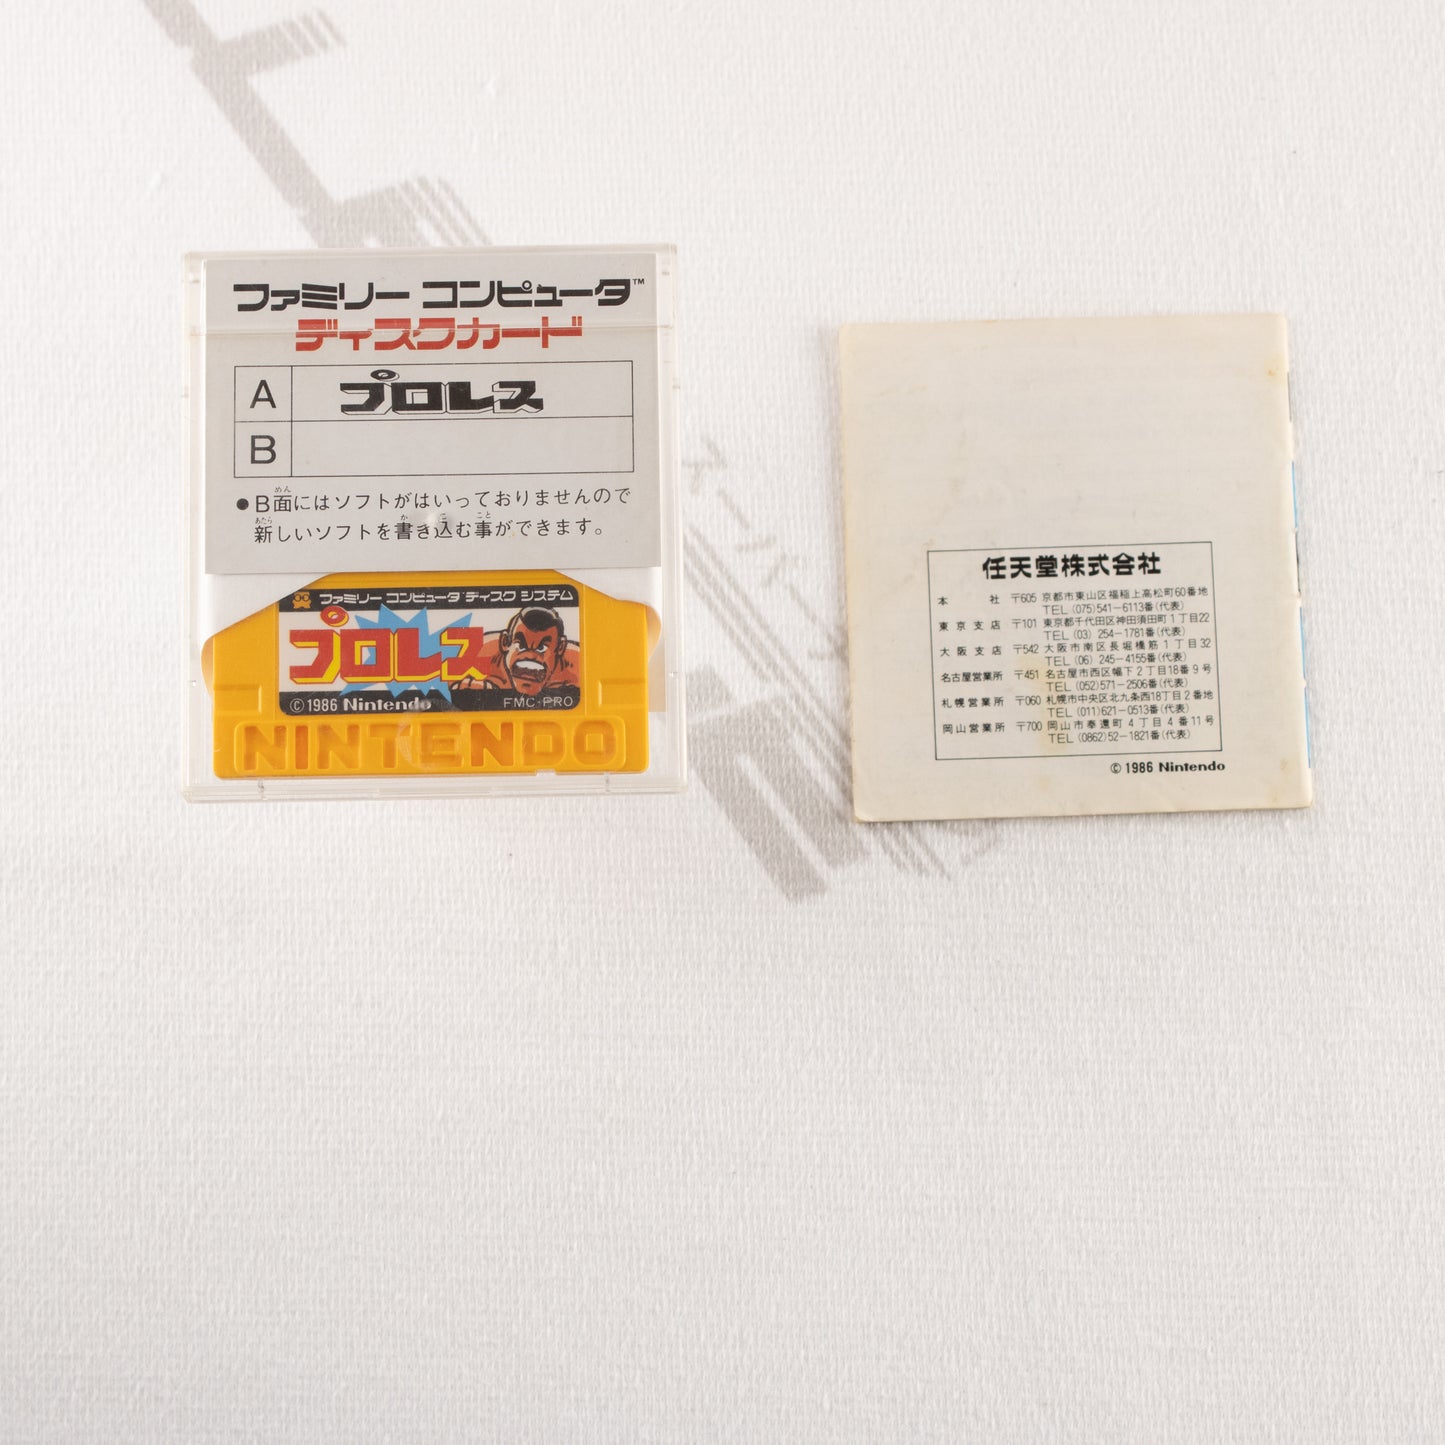 ファミリー コンピュータ™
ディスクカード
A プロレス
B
●B面にはソフトがはいっておりませんので
新しいソフトを書き込む事ができます。
ファミリー コンピュータ ディスク システム
プロレス
©1986 Nintendo FMC-PRO
NINTENDO
任天堂株式会社
本社 〒605 京都市東山区福稲上高松町60番地
TEL (075)541-6113番(代表)
東京支店 〒101 東京都千代田区神田須田町1丁目22
TEL (03) 254-1781番(代表)
大阪支店 〒542 大阪市南区長堀橋筋1丁目32
TEL (06) 245-4155番(代表)
名古屋営業所 〒451 名古屋市西区幅下2丁目18番9号
TEL (052)571-2506番(代表)
札幌営業所 〒060 札幌市中央区北九条西18丁目2番地
TEL (011)621-0513番(代表)
岡山営業所 〒700 岡山市奉還町4丁目4番11号
TEL (0862)52-1821番(代表)
©1986 Nintendo